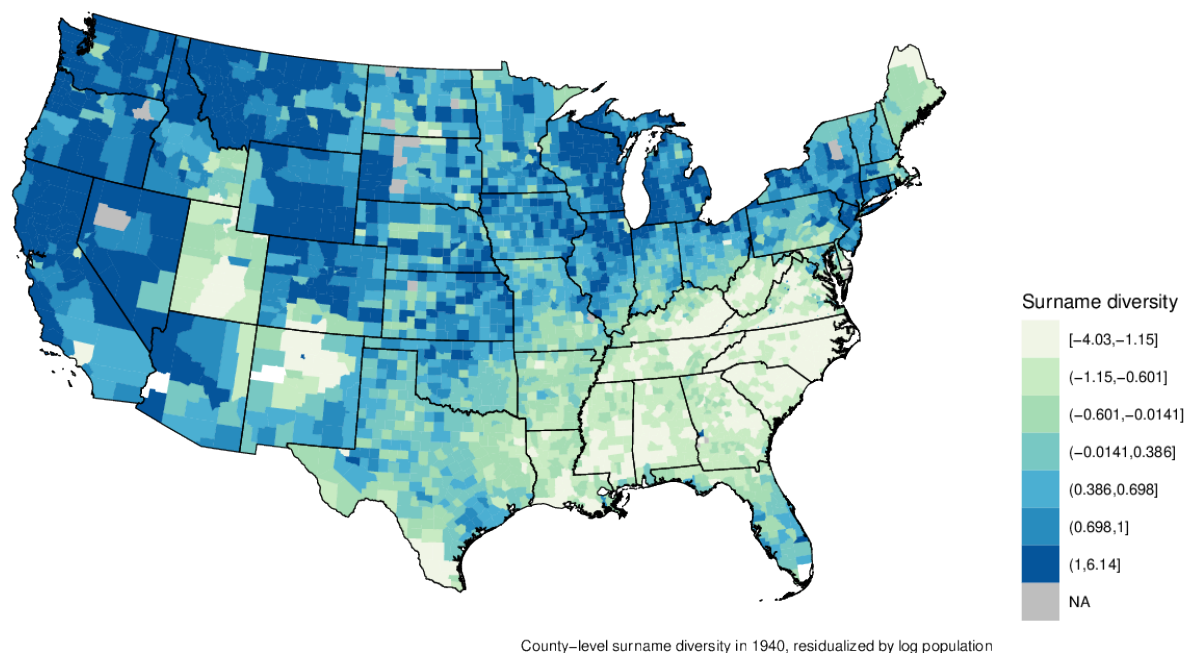 Surname diversity
[−4.03,−1.15]
(−1.15,−0.601]
(−0.601,−0.0141]
(−0.0141,0.386]
(0.386,0.698]
(0.698,1]
(1,6.14]
NA
County−level surname diversity in 1940, residualized by log population